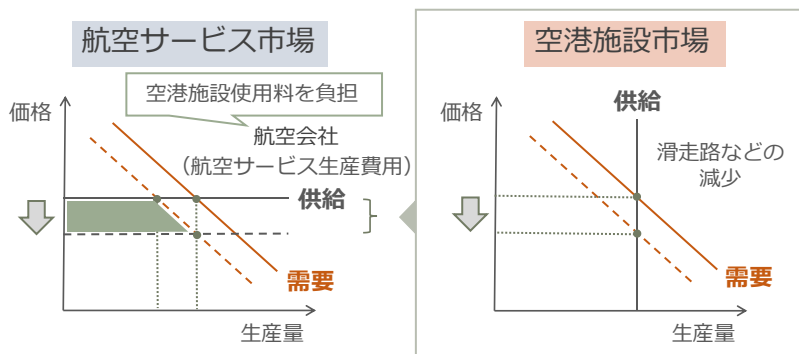 航空サービス市場
空港施設使用料を負担
価格
航空会社
（航空サービス生産費用）
供給
需要
生産量
空港施設市場
価格
供給
滑走路などの
減少
需要
生産量